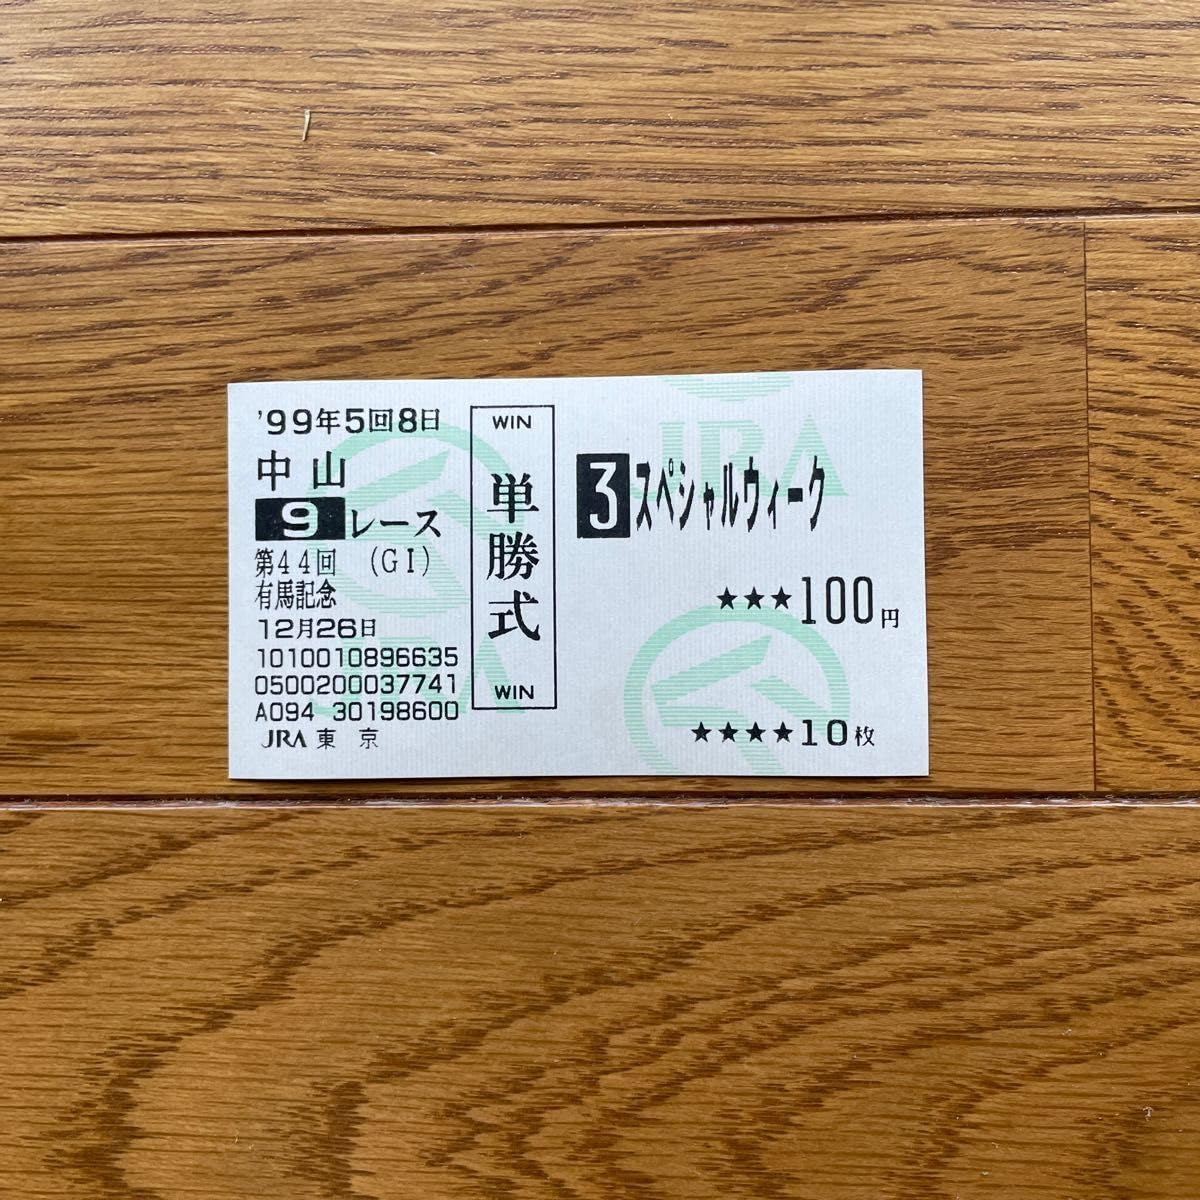 '99年5回8日
中山
9レース
第44回 (GI)
有馬記念
12月26日
1010010896635
0500200037741
A094 30198600
JRA 東京
WIN
単勝式
WIN
3スペシャルウィーク
★★★100円
★★★★10枚
JRA
JRA